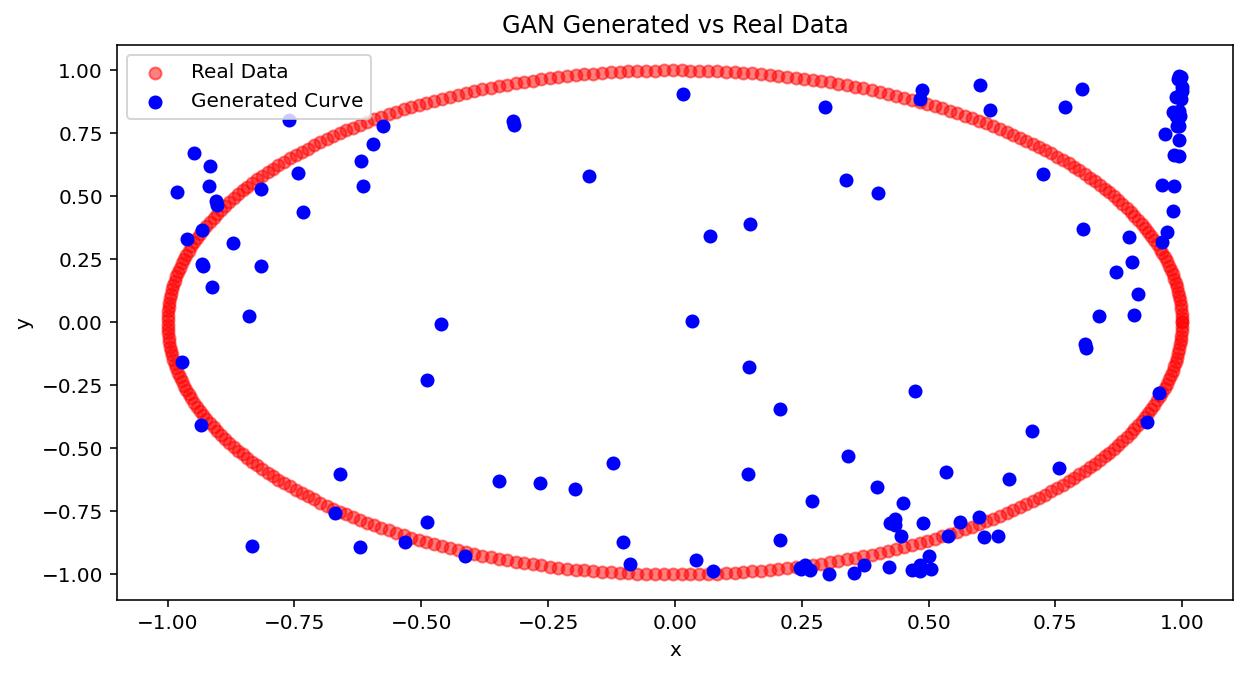 GAN Generated vs Real Data
Real Data
Generated Curve
1.00
0.75
0.50
0.25
0.00
−0.25
−0.50
−0.75
−1.00
y
−1.00 −0.75 −0.50 −0.25 0.00 0.25 0.50 0.75 1.00
x